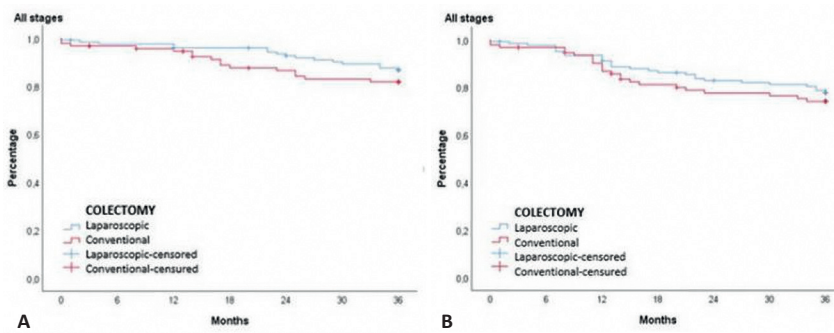 All stages
1,0
0,8
0,6
0,4
0,2
0,0
Percentage
COLECTOMY
Laparoscopic
Conventional
Laparoscopic-censored
Conventional-censured
0 6 12 18 24 30 36
Months
A
All stages
1,0
0,8
0,6
0,4
0,2
0,0
Percentage
COLECTOMY
Laparoscopic
Conventional
Laparoscopic-censored
Conventional-censured
0 6 12 18 24 30 36
Months
B